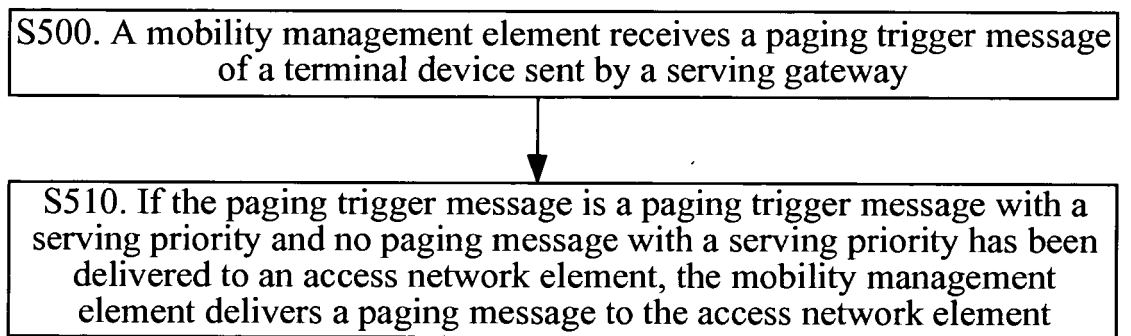 S500. A mobility management element receives a paging trigger message
of a terminal device sent by a serving gateway
S510. If the paging trigger message is a paging trigger message with a
serving priority and no paging message with a serving priority has been
delivered to an access network element, the mobility management
element delivers a paging message to the access network element